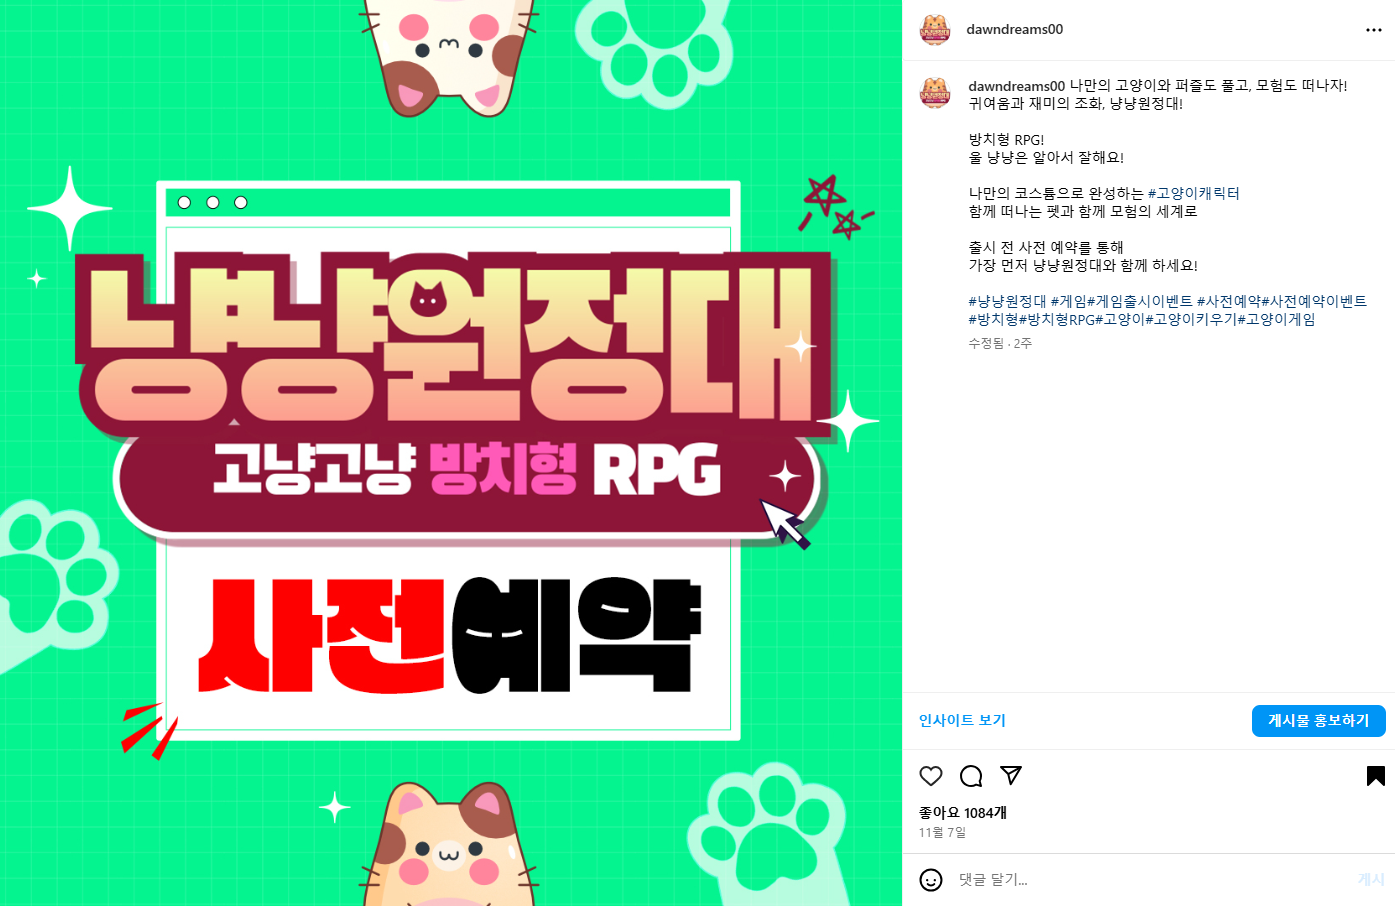 냥냥원정대
고냥고냥 방치형 RPG
사전예약
dawndreams00
dawndreams00 나만의 고양이와 퍼즐도 풀고, 모험도 떠나자!
귀여움과 재미의 조화, 냥냥원정대!
방치형 RPG!
울 냥냥은 알아서 잘해요!
나만의 코스튬으로 완성하는 #고양이캐릭터
함께 떠나는 펫과 함께 모험의 세계로
출시 전 사전 예약를 통해
가장 먼저 냥냥원정대와 함께 하세요!
#냥냥원정대 #게임#게임출시이벤트 #사전예약#사전예약이벤트
#방치형#방치형RPG#고양이#고양이키우기#고양이게임
수정됨 · 2주
인사이트 보기
게시물 홍보하기
좋아요 1084개
11월 7일
댓글 달기...
게시